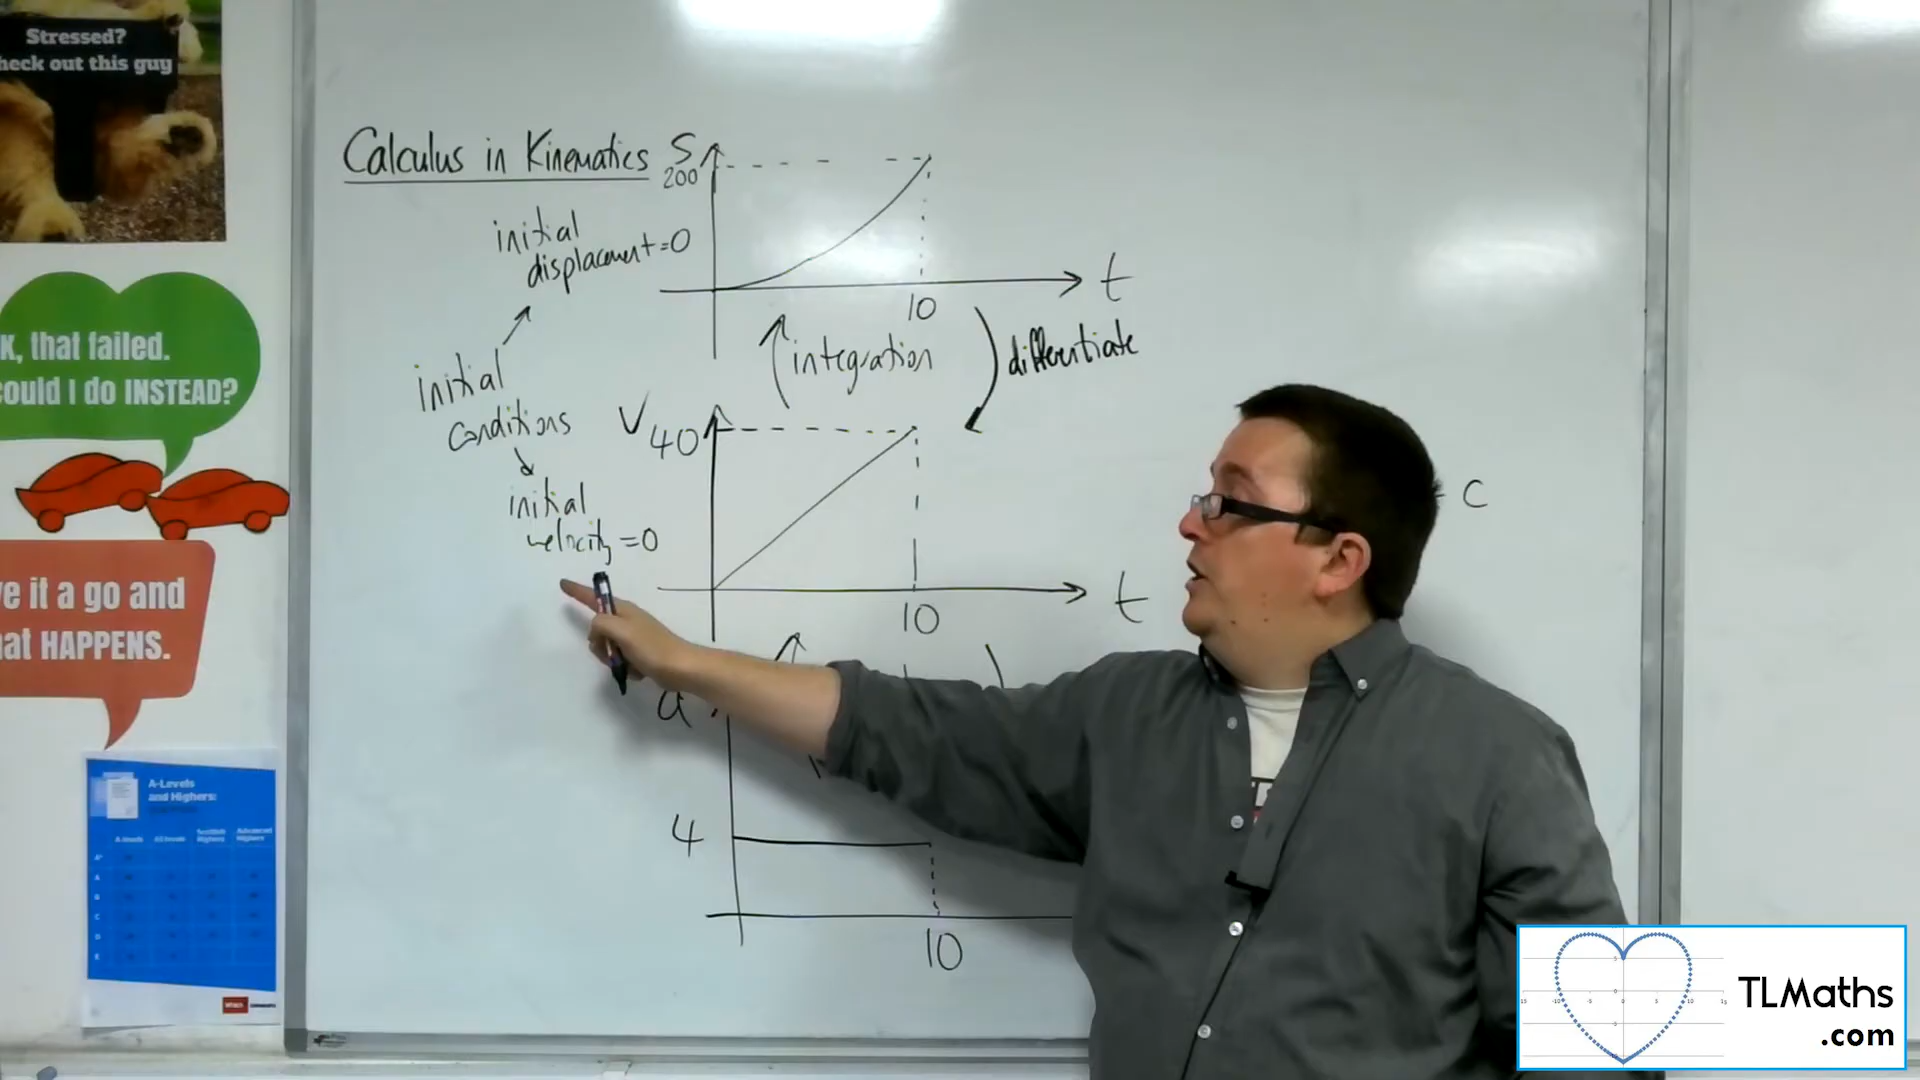 Stressed?
heck out this guy
Calculus in Kinematics
S
200
initial
displacement=0
t
10
integration
differentiate
initial
conditions
V
40
initial
velocity=0
t
10
c
a
4
10
K, that failed.
could I do INSTEAD?
ve it a go and
hat HAPPENS.
A-Levels
and Highers:
TLMaths
.com